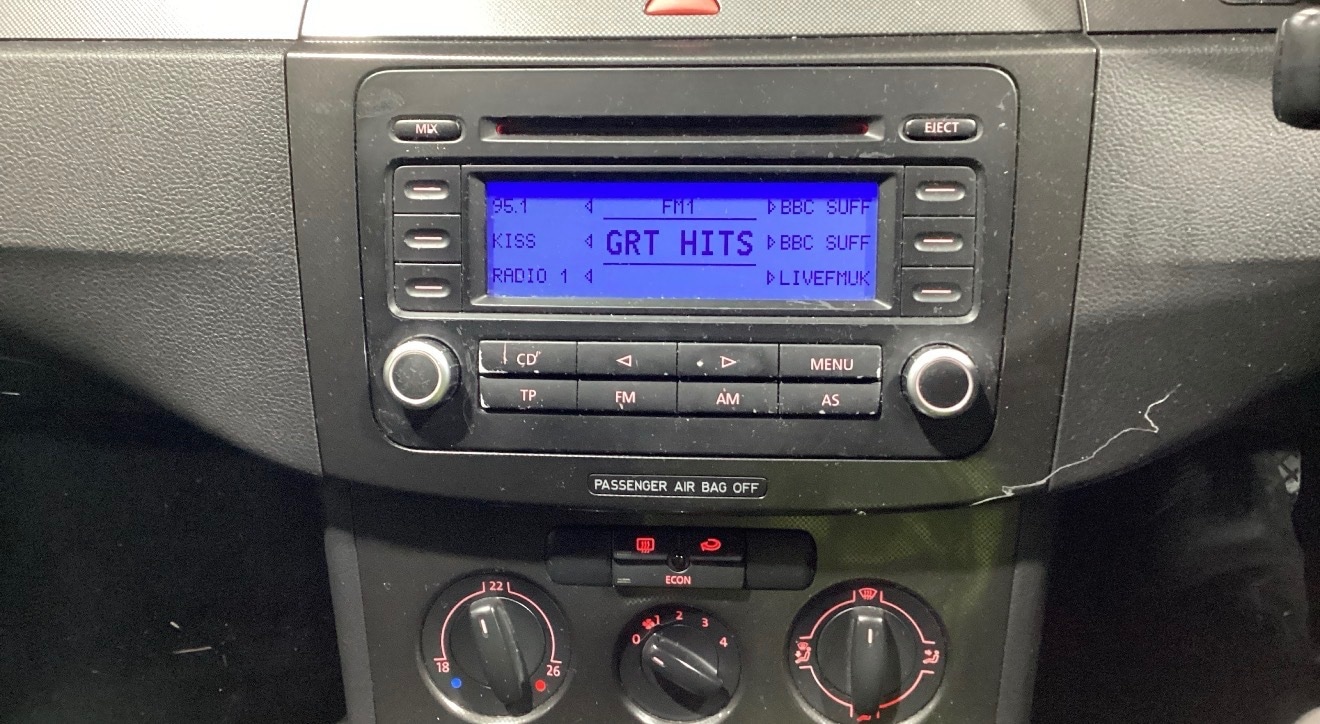 MIX
EJECT
95.1 FM1 BBC SUFF
KISS GRT HITS BBC SUFF
RADIO 1 LIVEFMUK
CD MENU
TP FM AM AS
PASSENGER AIR BAG OFF
ECON
22
18
26
0 1 2 3 4